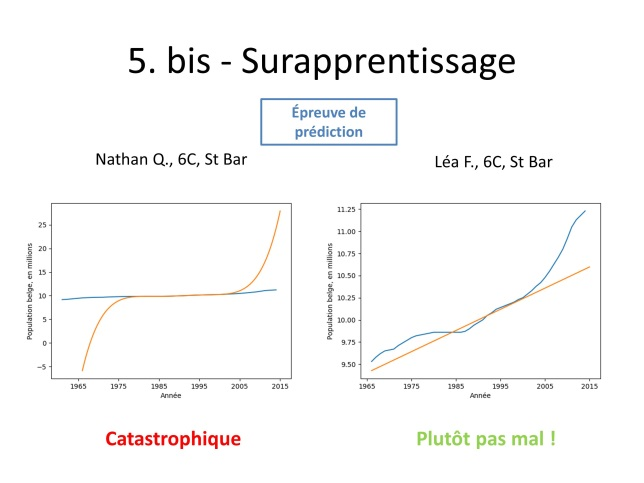 5. bis - Surapprentissage
Épreuve de
prédiction
Nathan Q., 6C, St Bar
Léa F., 6C, St Bar
Population belge, en millions
25
20
15
10
5
0
−5
1965
1975
1985
1995
2005
2015
Année
Population belge, en millions
11.25
11.00
10.75
10.50
10.25
10.00
9.75
9.50
1965
1975
1985
1995
2005
2015
Année
Catastrophique
Plutôt pas mal !